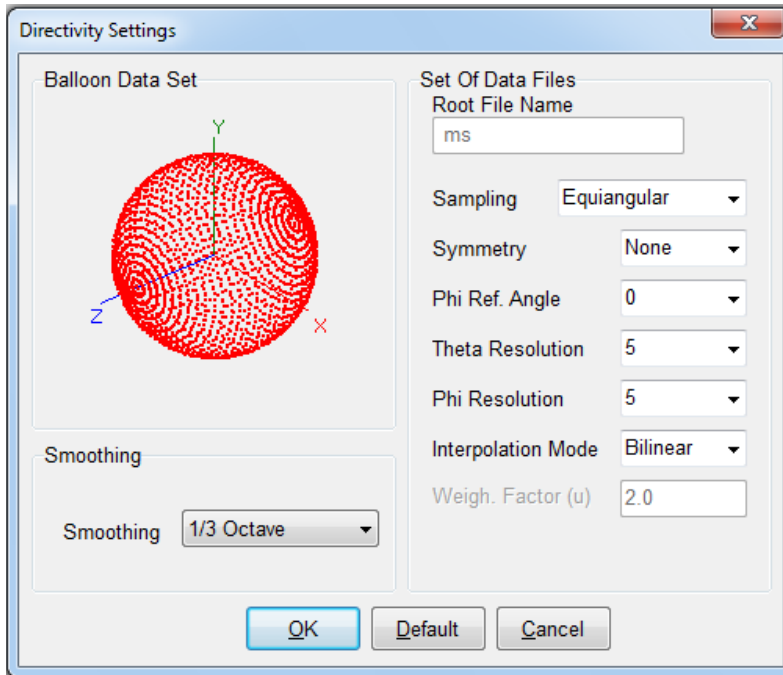 Directivity Settings
Balloon Data Set
Y
Z
X
Smoothing
Smoothing 1/3 Octave
Set Of Data Files
Root File Name
ms
Sampling Equiangular
Symmetry None
Phi Ref. Angle 0
Theta Resolution 5
Phi Resolution 5
Interpolation Mode Bilinear
Weigh. Factor (u) 2.0
OK Default Cancel